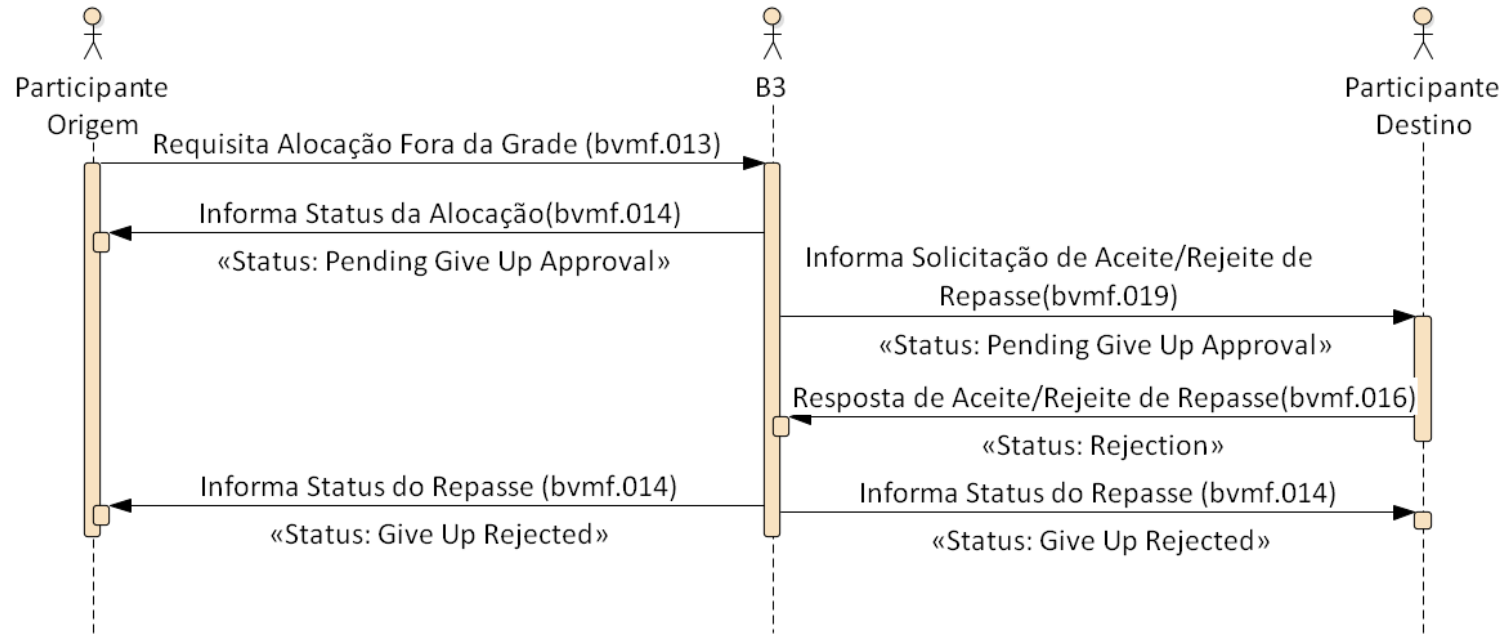 Participante
Origem
B3
Participante
Destino
Requisita Alocação Fora da Grade (bvmf.013)
Informa Status da Alocação(bvmf.014)
«Status: Pending Give Up Approval»
Informa Solicitação de Aceite/Rejeite de
Repasse(bvmf.019)
«Status: Pending Give Up Approval»
Resposta de Aceite/Rejeite de Repasse(bvmf.016)
«Status: Rejection»
Informa Status do Repasse (bvmf.014)
«Status: Give Up Rejected»
Informa Status do Repasse (bvmf.014)
«Status: Give Up Rejected»